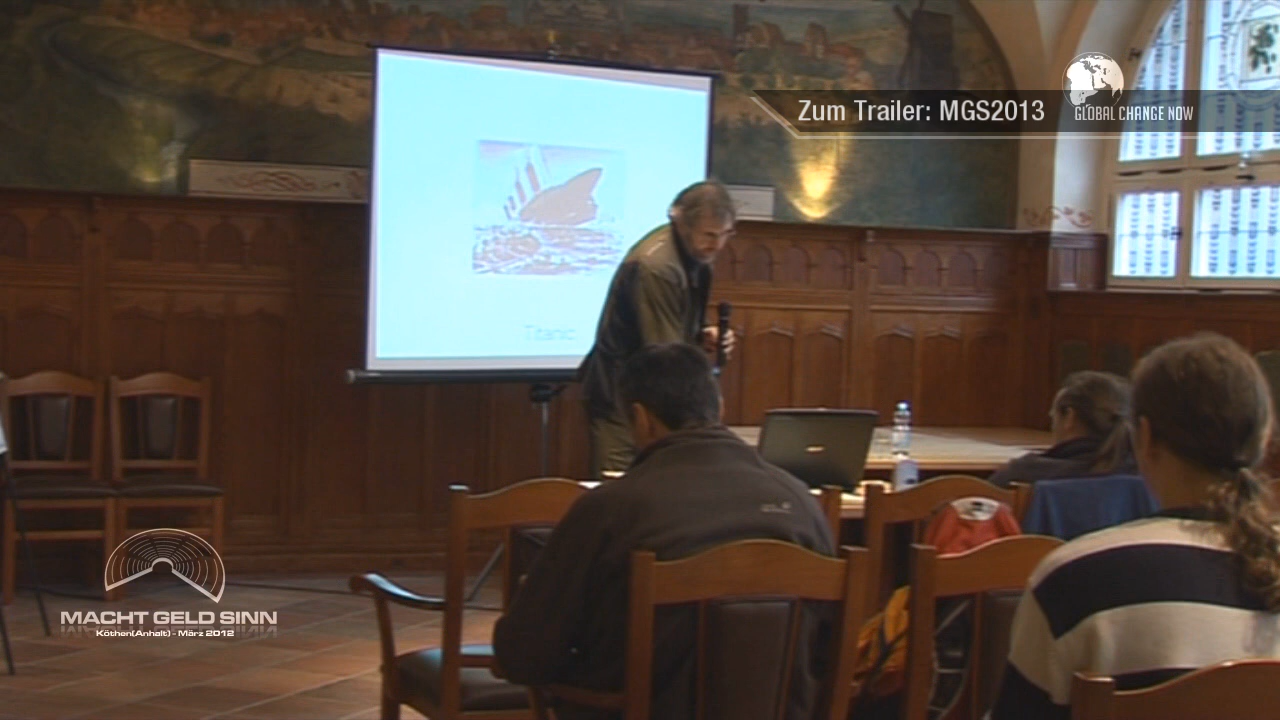 Zum Trailer: MGS2013
GLOBAL CHANGE NOW
Titanic
MACHT GELD SINN
Köthen(Anhalt) - März 2012